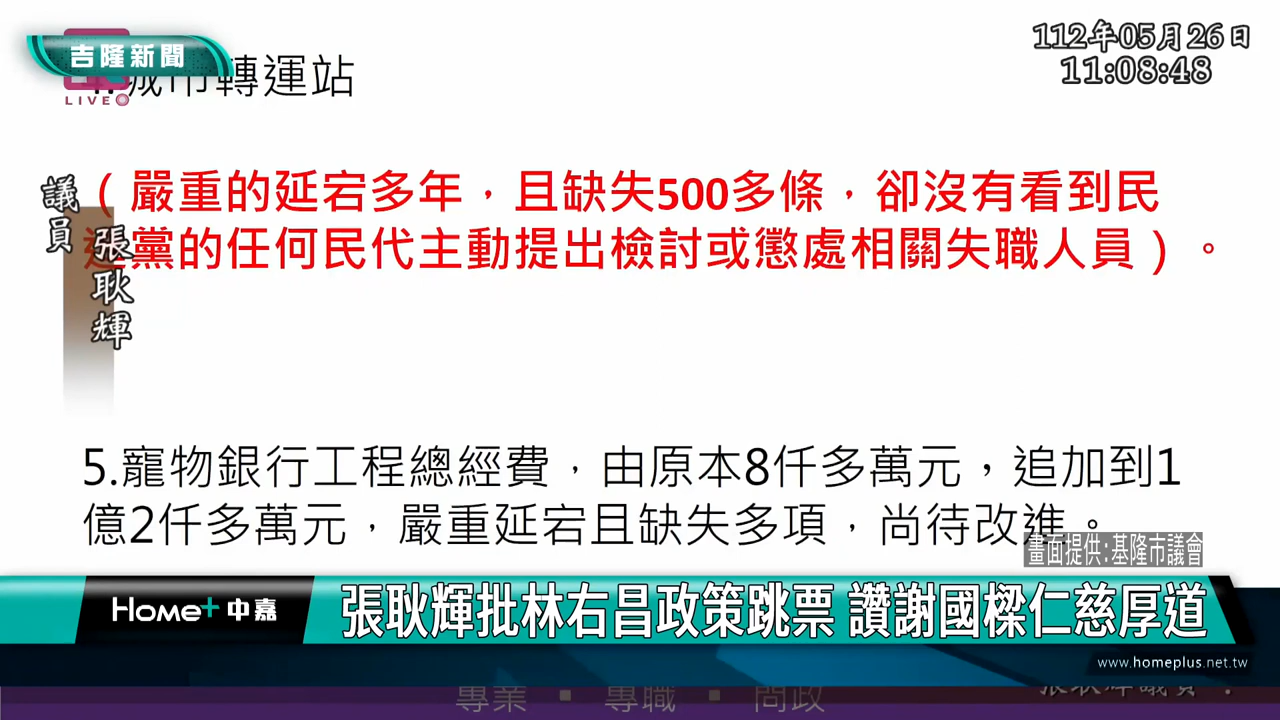 吉隆新聞
LIVE
城市轉運站
112年05月26日
11:08:48
議員
張耿輝
（嚴重的延宕多年，且缺失500多條，卻沒有看到民
黨的任何民代主動提出檢討或懲處相關失職人員）。
5.寵物銀行工程總經費，由原本8仟多萬元，追加到1
億2仟多萬元，嚴重延宕且缺失多項，尚待改進。
畫面提供:基隆市議會
Home+中嘉
張耿輝批林右昌政策跳票 讚謝國樑仁慈厚道
www.homeplus.net.tw
專業 ▪ 專職 ▪ 問政